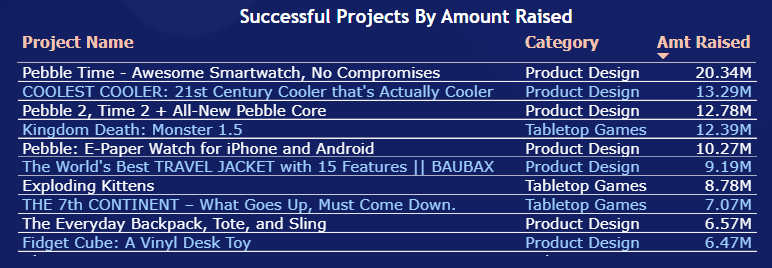 Successful Projects By Amount Raised
Project Name Category Amt Raised
Pebble Time - Awesome Smartwatch, No Compromises Product Design 20.34M
COOLEST COOLER: 21st Century Cooler that's Actually Cooler Product Design 13.29M
Pebble 2, Time 2 + All-New Pebble Core Product Design 12.78M
Kingdom Death: Monster 1.5 Tabletop Games 12.39M
Pebble: E-Paper Watch for iPhone and Android Product Design 10.27M
The World's Best TRAVEL JACKET with 15 Features || BAUBAX Product Design 9.19M
Exploding Kittens Tabletop Games 8.78M
THE 7th CONTINENT – What Goes Up, Must Come Down. Tabletop Games 7.07M
The Everyday Backpack, Tote, and Sling Product Design 6.57M
Fidget Cube: A Vinyl Desk Toy Product Design 6.47M